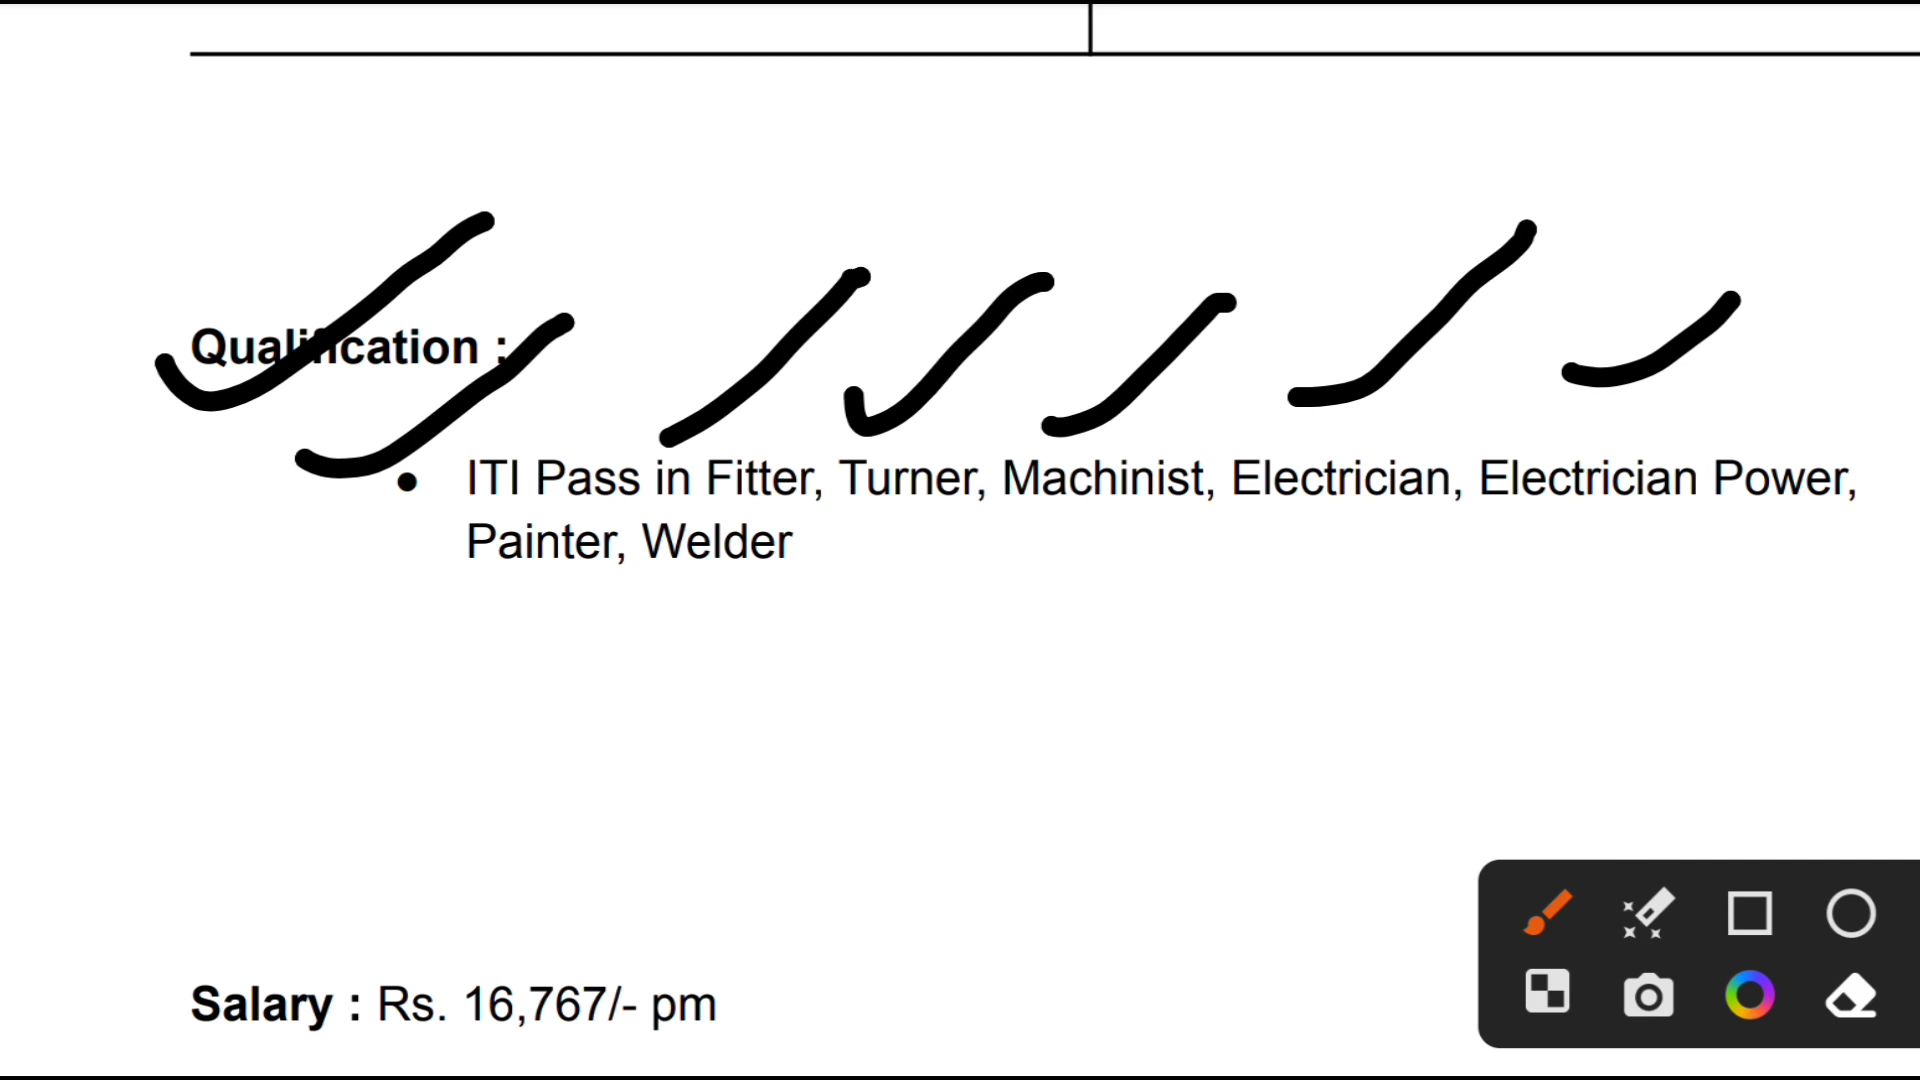 Qualification :
● ITI Pass in Fitter, Turner, Machinist, Electrician, Electrician Power,
Painter, Welder
Salary : Rs. 16,767/- pm